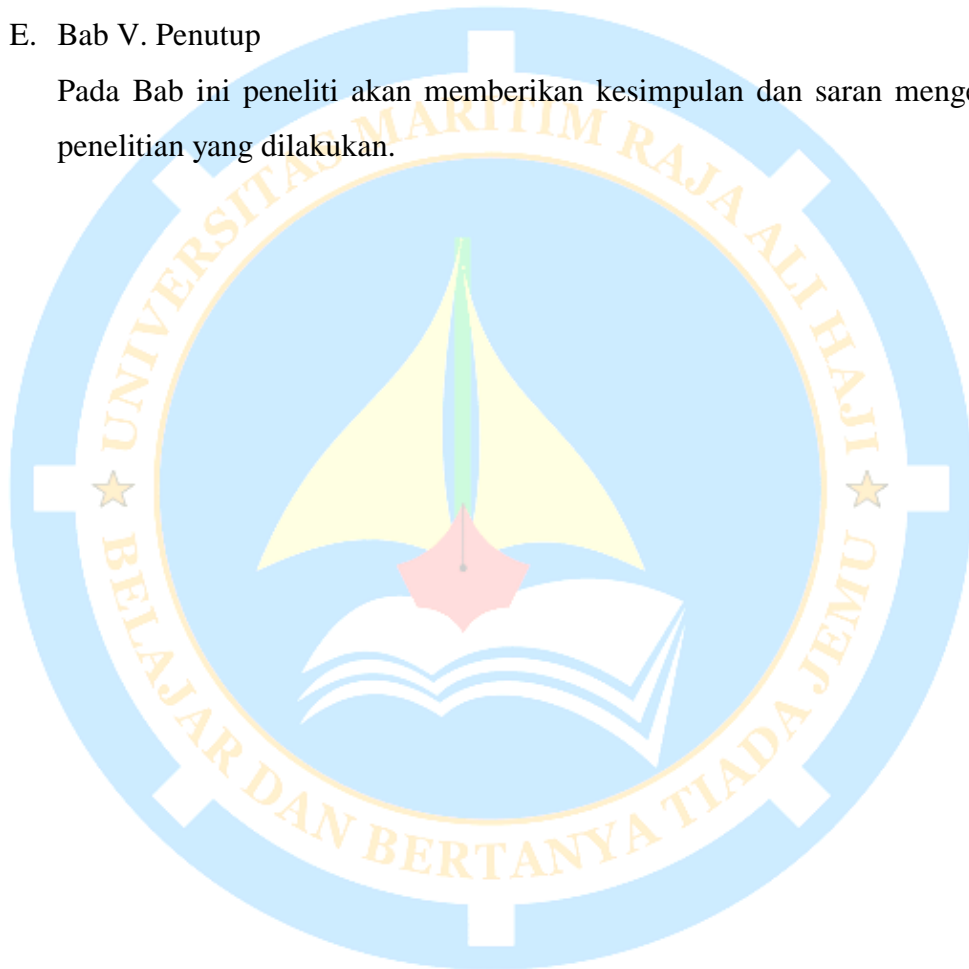 E. Bab V. Penutup
Pada Bab ini peneliti akan memberikan kesimpulan dan saran
penelitian yang dilakukan.
UNIVERSITAS MARITIM RAJA ALI HAJI
BELAJAR DAN BERTANYA TIADA JEMU